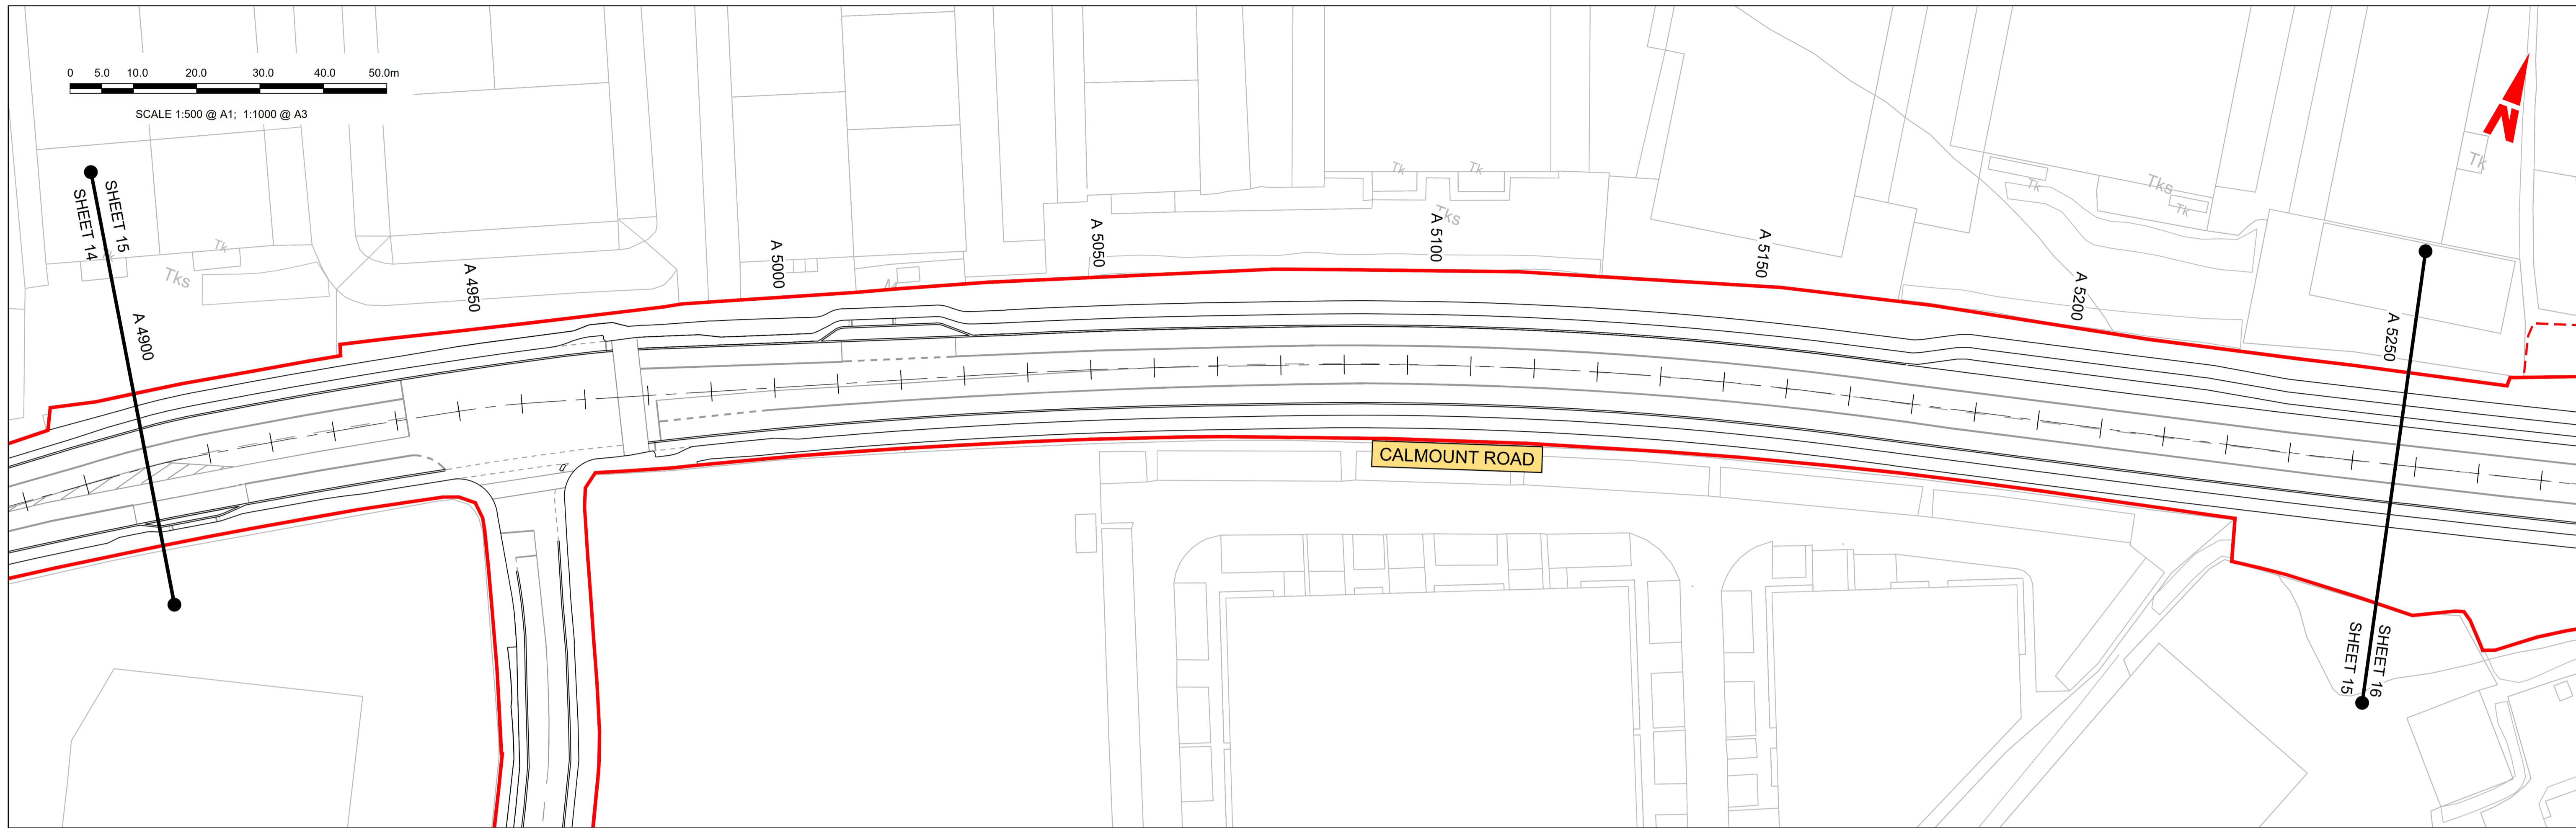 0 5.0 10.0 20.0 30.0 40.0 50.0m
SCALE 1:500 @ A1; 1:1000 @ A3
N
SHEET 15
SHEET 14
Tk
Tks
Tk
A 4900
A 4950
A 5000
A 5050
Tk
Tk
Tks
A 5100
A 5150
Tk
Tks
Tk
A 5200
Tk
A 5250
CALMOUNT ROAD
SHEET 16
SHEET 15